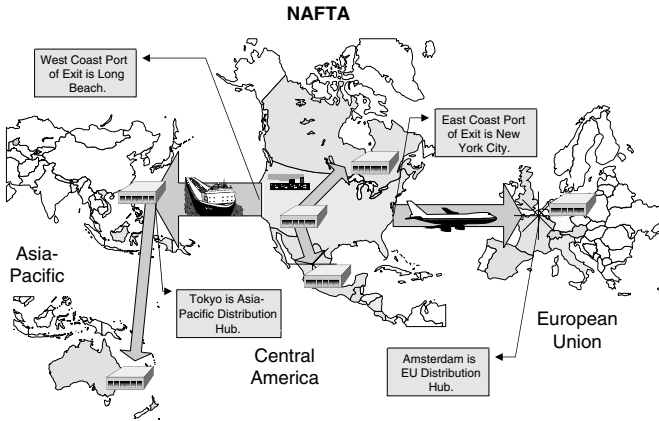 NAFTA
West Coast Port
of Exit is Long
Beach.
East Coast Port
of Exit is New
York City.
Asia-
Pacific
Tokyo is Asia-
Pacific Distribution
Hub.
Central
America
European
Union
Amsterdam is
EU Distribution
Hub.